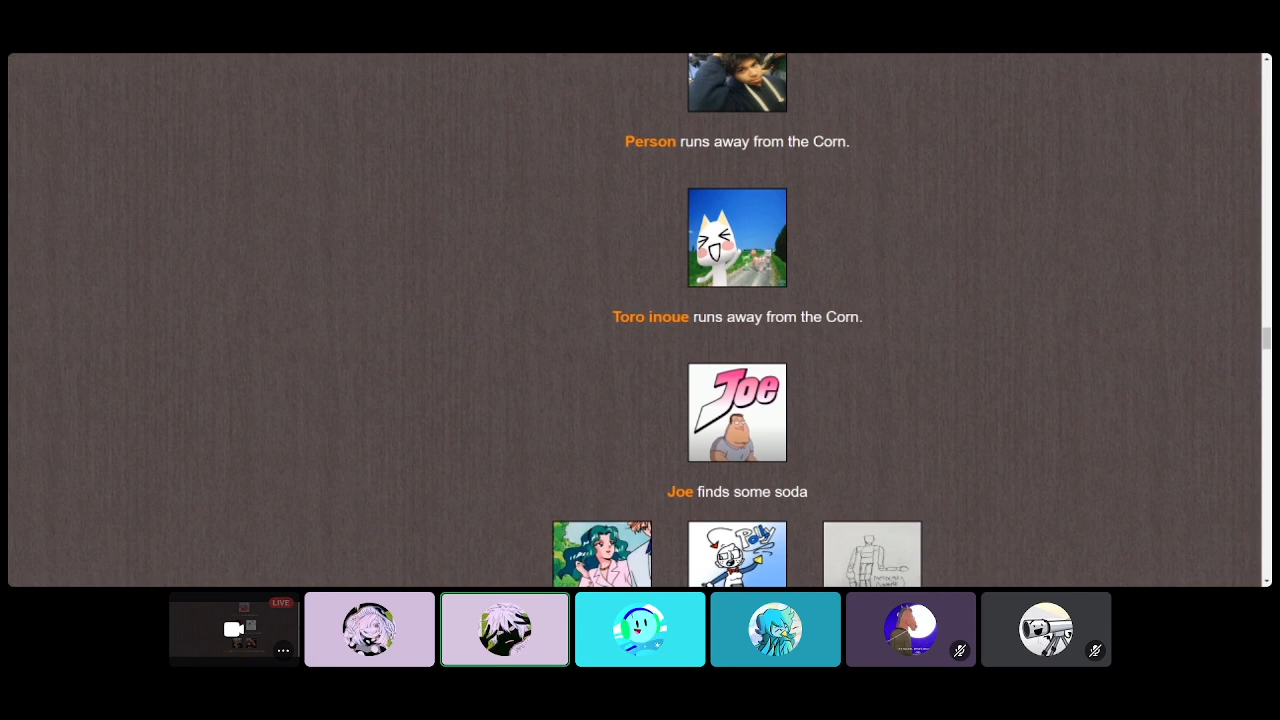 Person runs away from the Corn.
Toro inoue runs away from the Corn.
Joe
Joe finds some soda
Polly
LIVE